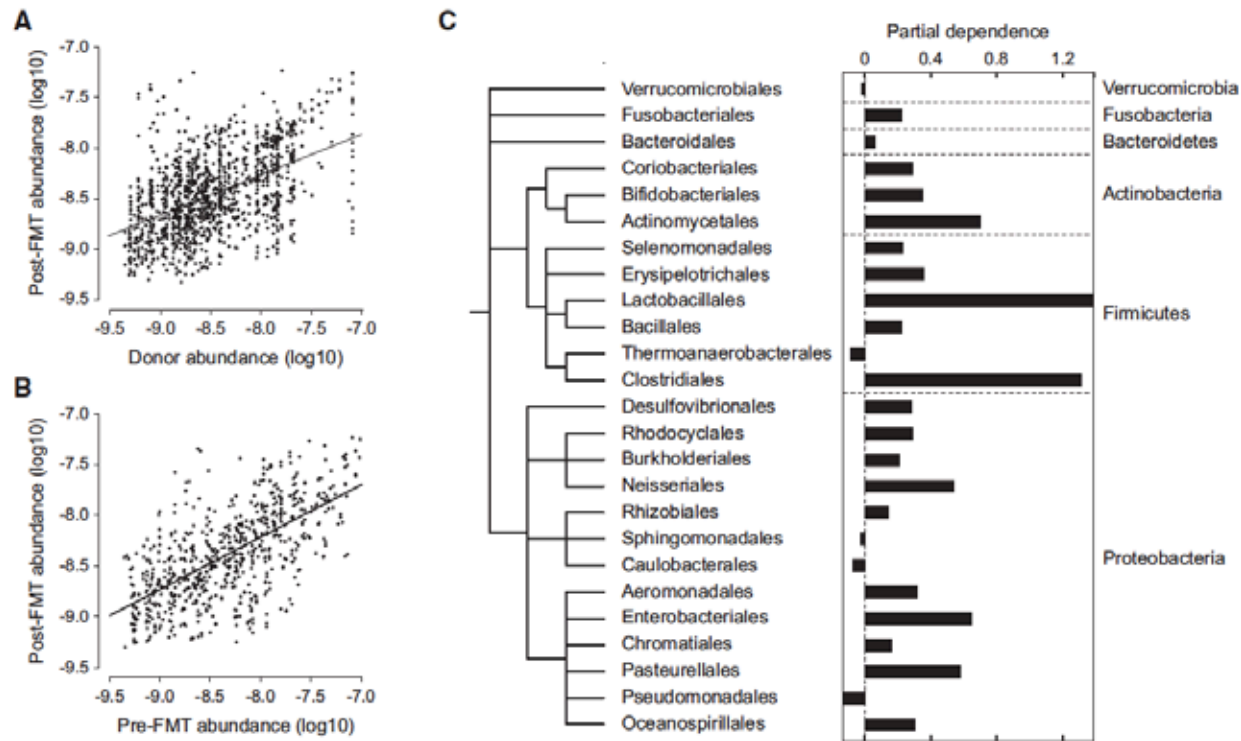 A
Post-FMT abundance (log10)
-7.0
-7.5
-8.0
-8.5
-9.0
-9.5
-9.5 -9.0 -8.5 -8.0 -7.5 -7.0
Donor abundance (log10)
B
Post-FMT abundance (log10)
-7.0
-7.5
-8.0
-8.5
-9.0
-9.5
-9.5 -9.0 -8.5 -8.0 -7.5 -7.0
Pre-FMT abundance (log10)
C
Partial dependence
0 0.4 0.8 1.2
Verrucomicrobiales
Fusobacteriales
Bacteroidales
Coriobacteriales
Bifidobacteriales
Actinomycetales
Selenomonadales
Erysipelotrichales
Lactobacillales
Bacillales
Thermoanaerobacterales
Clostridiales
Desulfovibrionales
Rhodocyclales
Burkholderiales
Neisseriales
Rhizobiales
Sphingomonadales
Caulobacterales
Aeromonadales
Enterobacteriales
Chromatiales
Pasteurellales
Pseudomonadales
Oceanospirillales
Verrucomicrobia
Fusobacteria
Bacteroidetes
Actinobacteria
Firmicutes
Proteobacteria